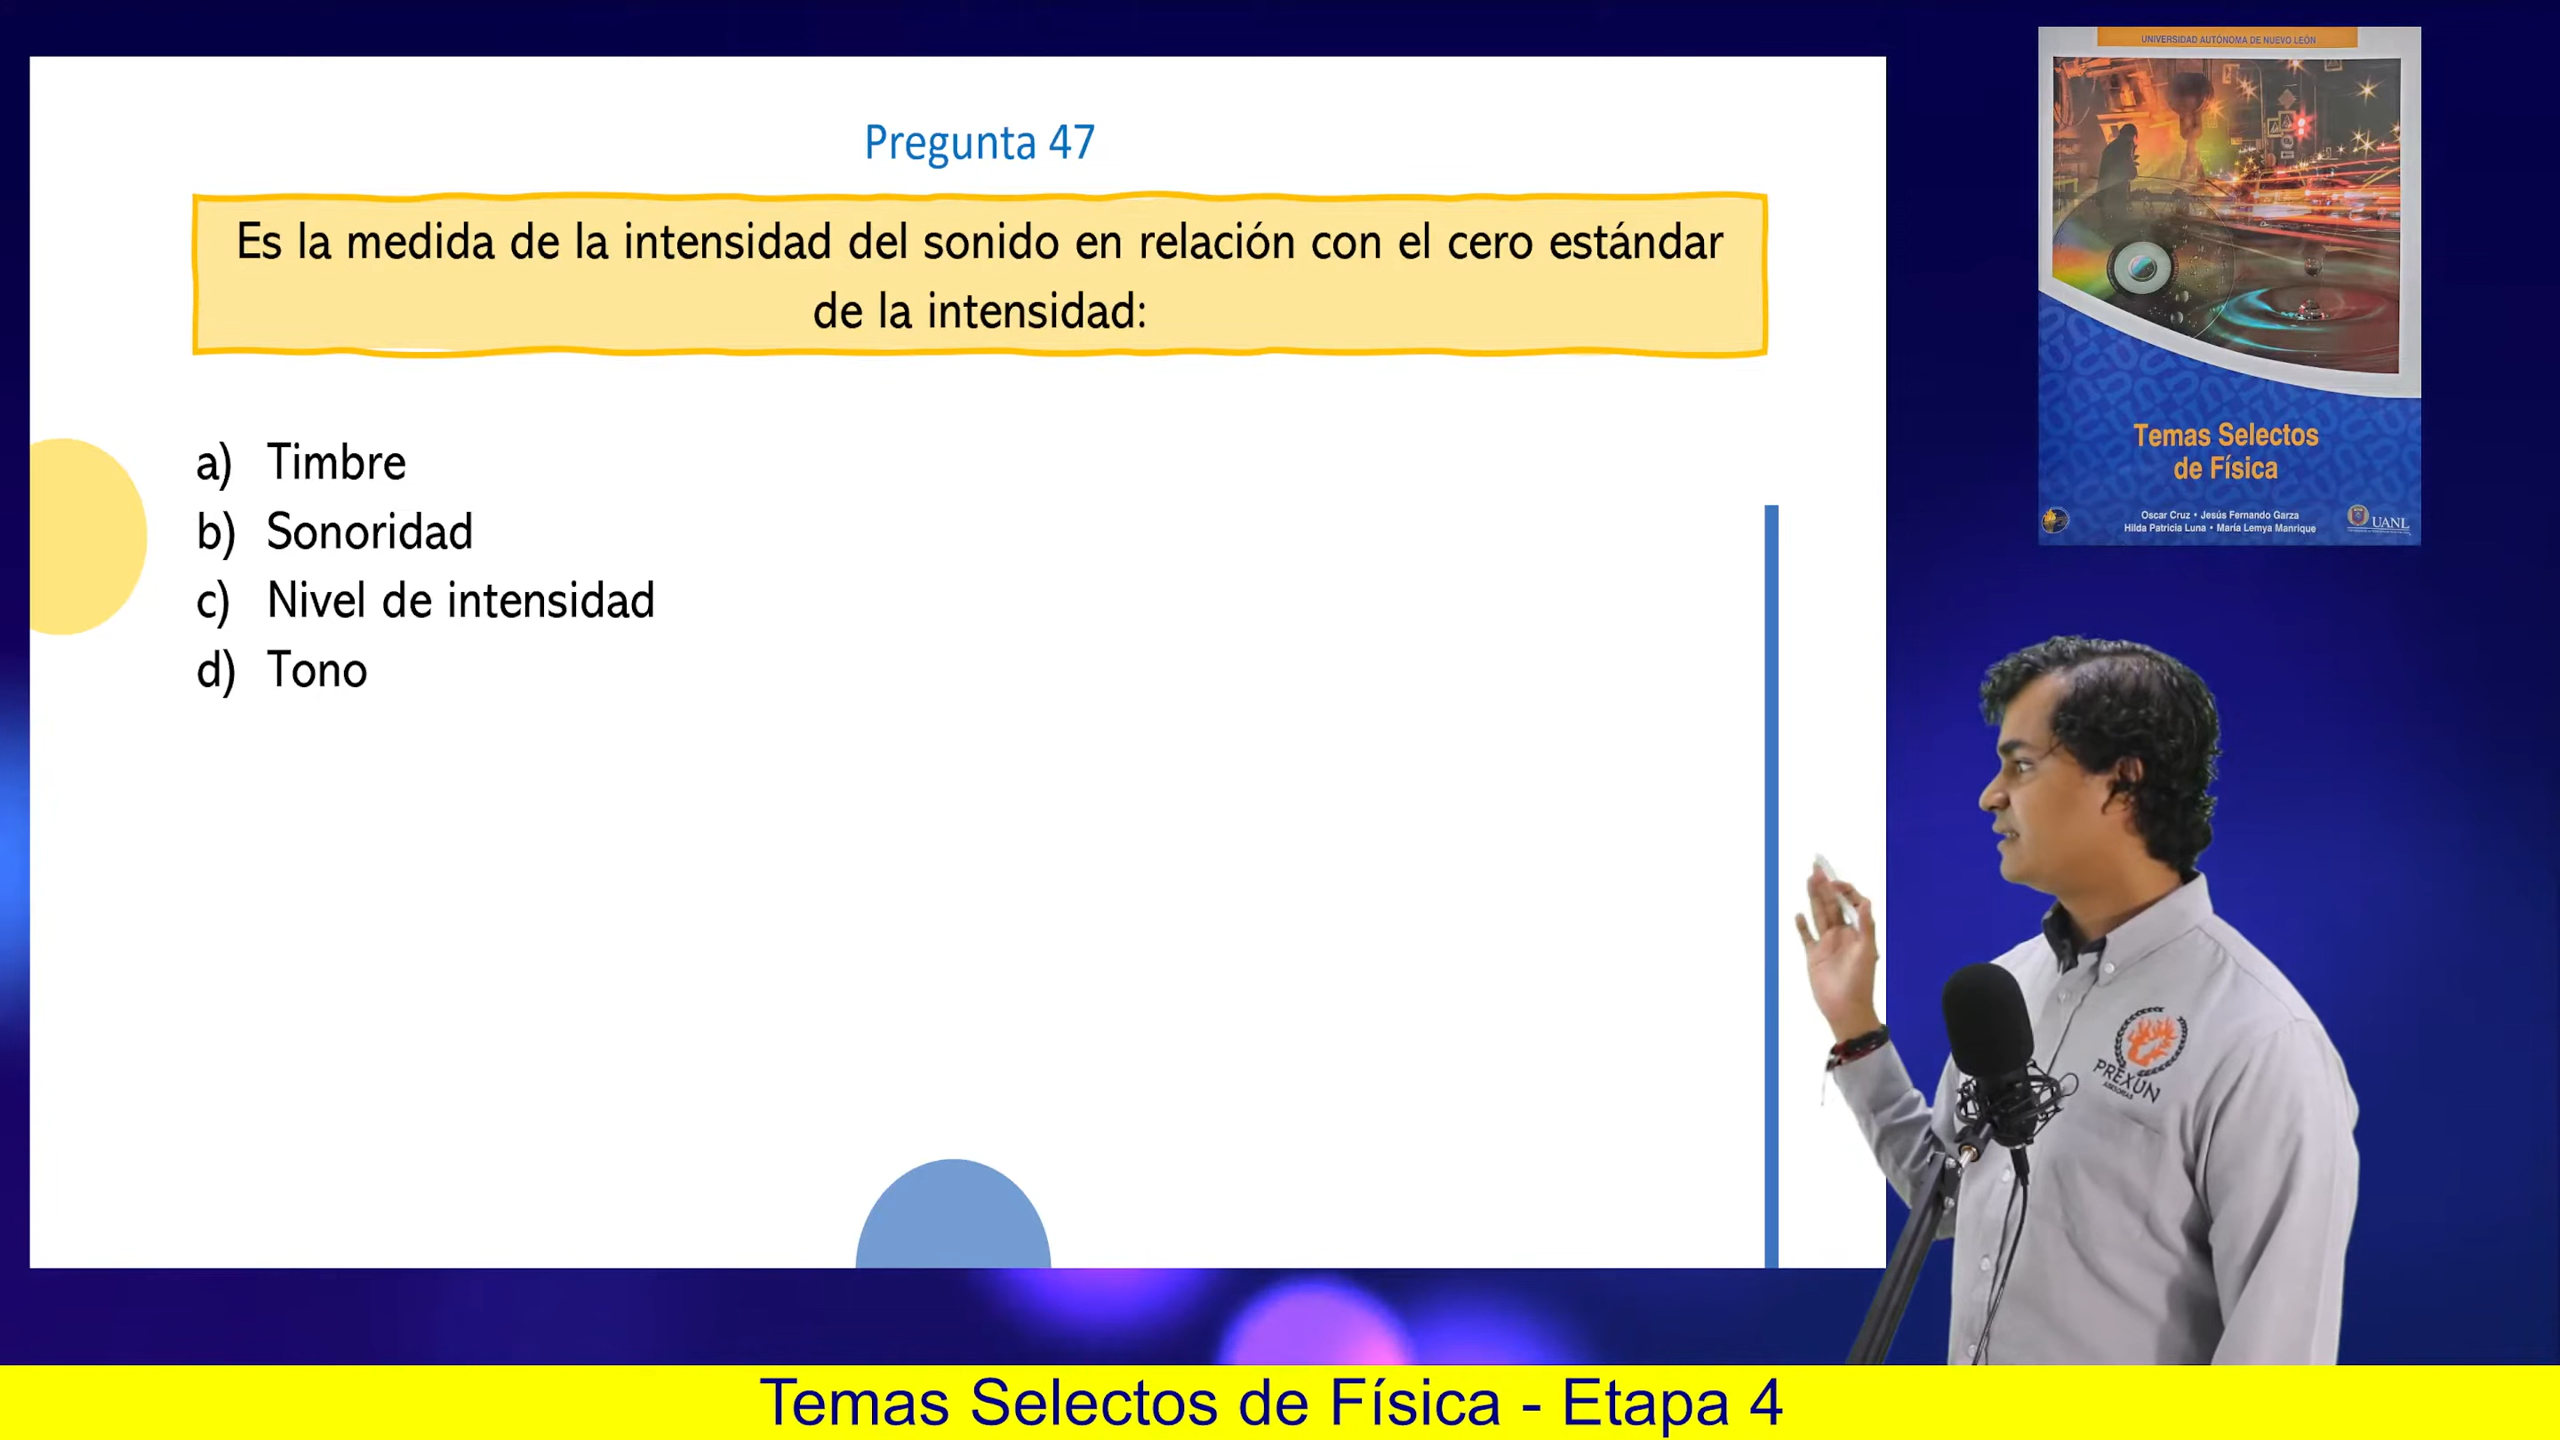 Pregunta 47
Es la medida de la intensidad del sonido en relación con el cero estándar
de la intensidad:
a) Timbre
b) Sonoridad
c) Nivel de intensidad
d) Tono
UNIVERSIDAD AUTÓNOMA DE NUEVO LEÓN
Temas Selectos
de Física
Oscar Cruz • Jesús Fernando Garza
Hilda Patricia Luna • María Lemya Manrique
UANL
PREXUN
ASESORÍAS
Temas Selectos de Física - Etapa 4